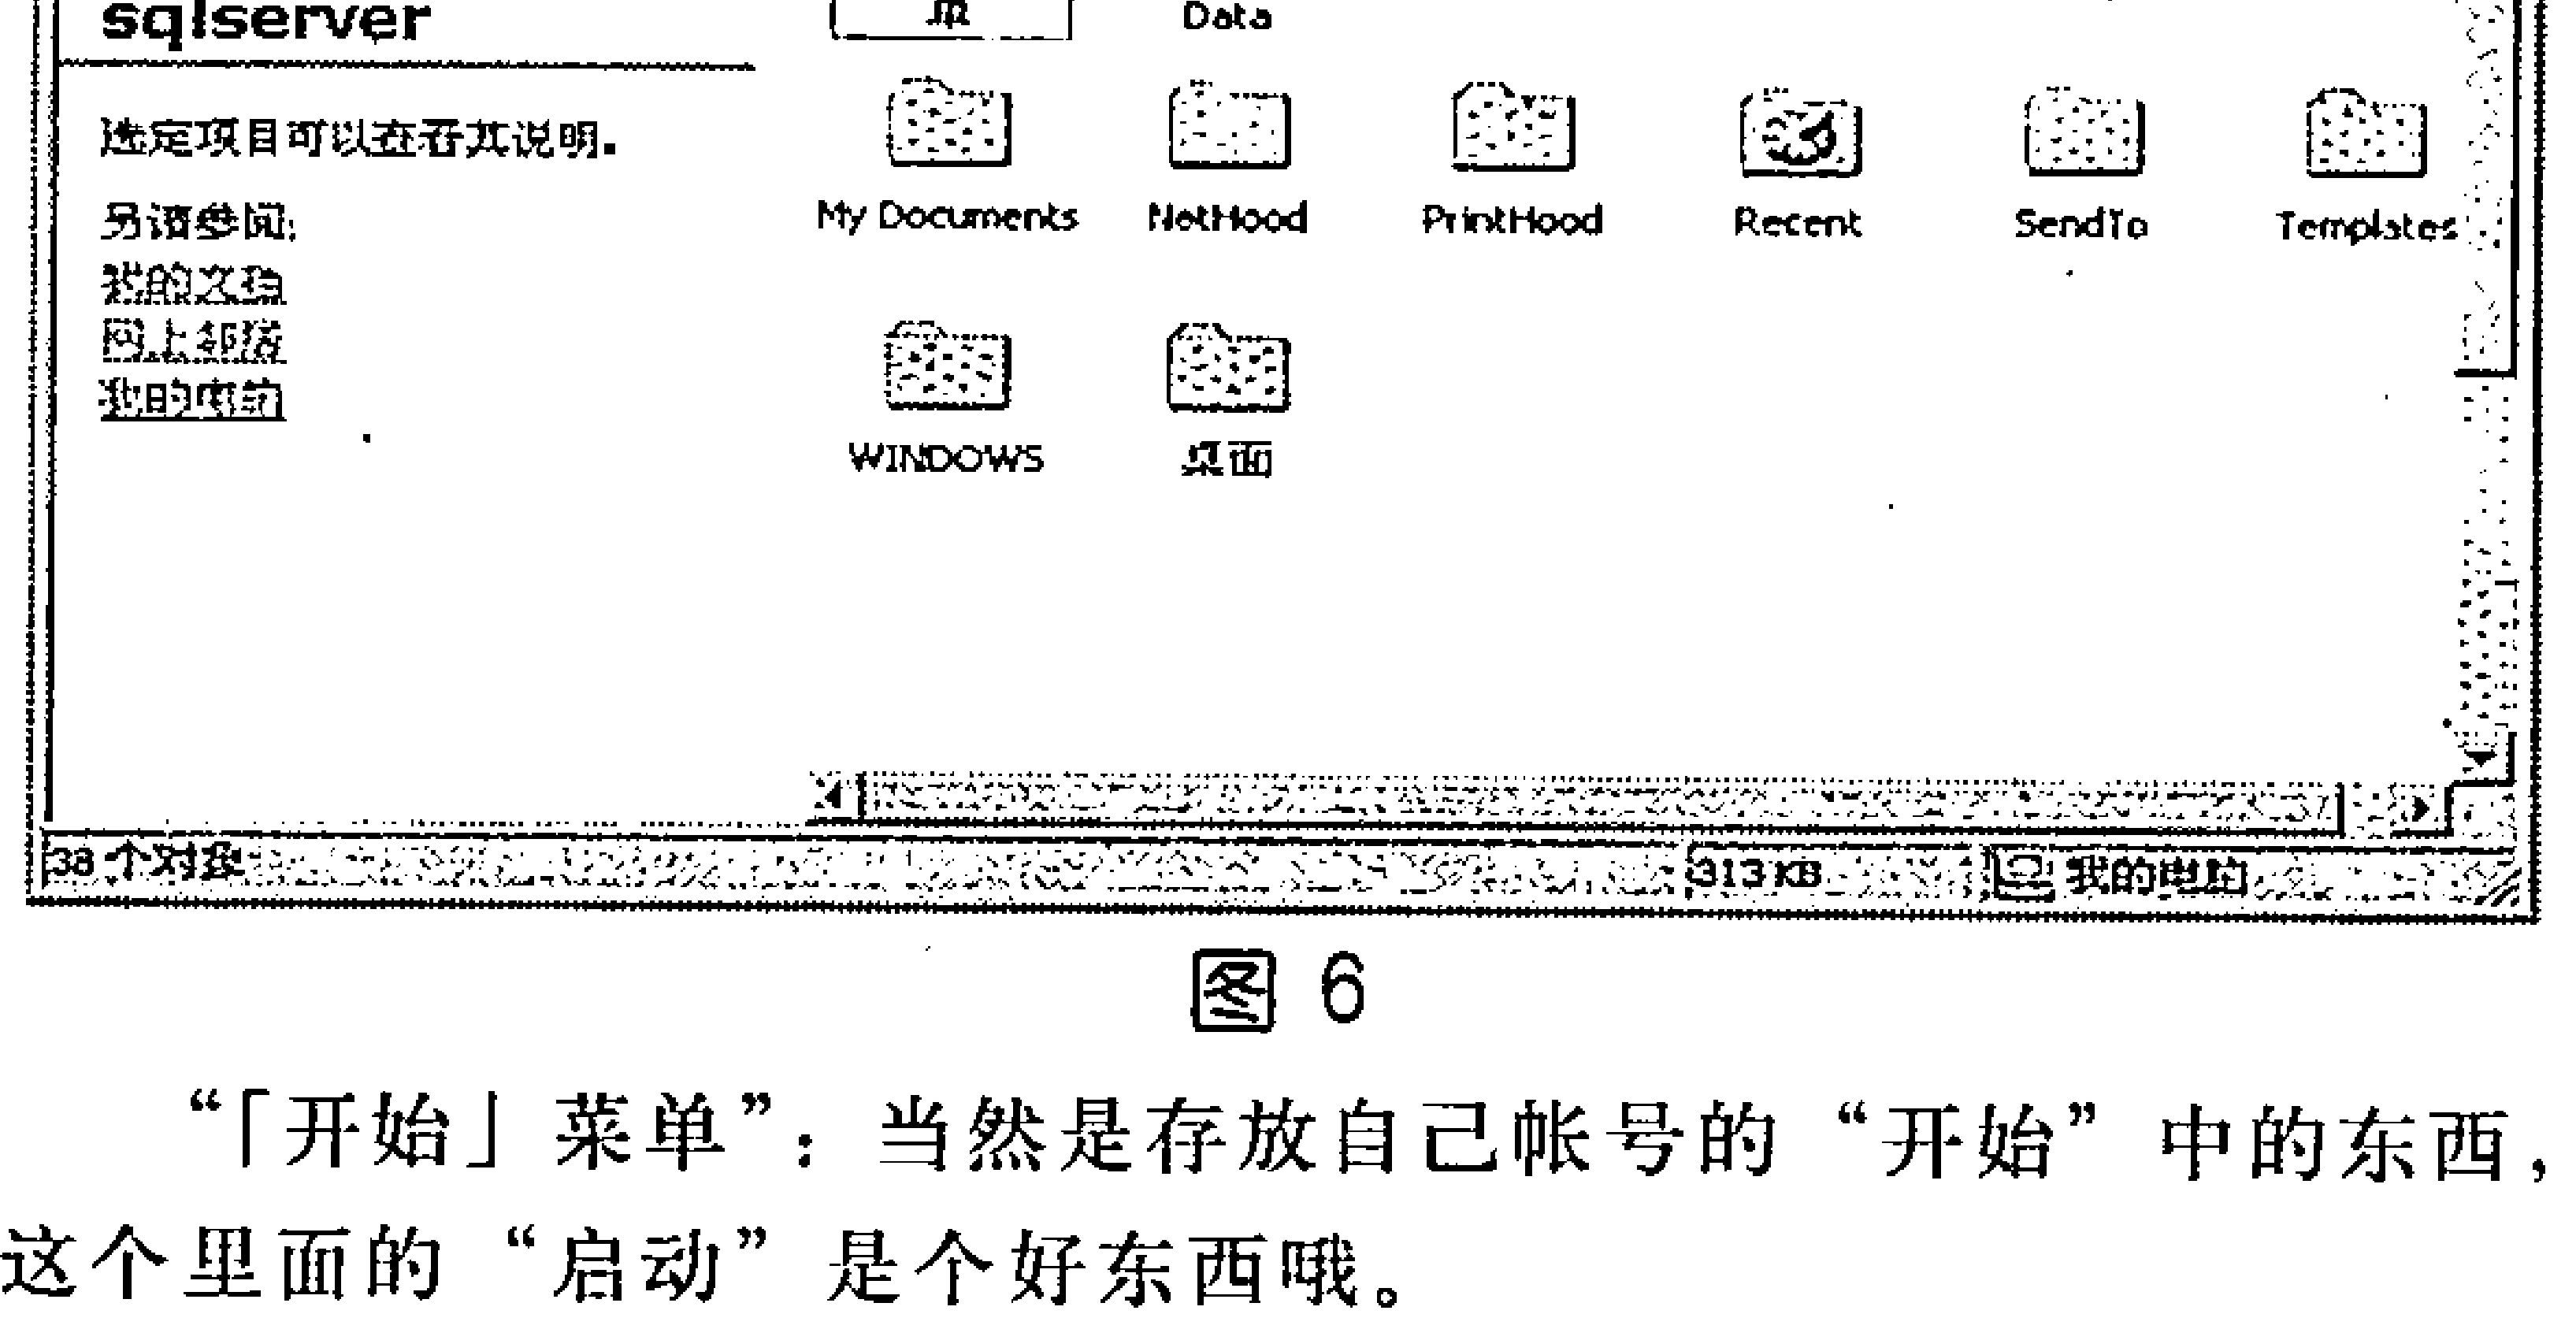 sqlserver
Data
选定项目可以查看其说明。
My Documents NetHood PrintHood Recent SendTo Templates
另请参阅:
我的文档
网上邻居
我的电脑
WINDOWS 桌面
38 个对象 313 KB 我的电脑
图 6
“「开始」菜单”：当然是存放自己帐号的“开始”中的东西，
这个里面的“启动”是个好东西哦。